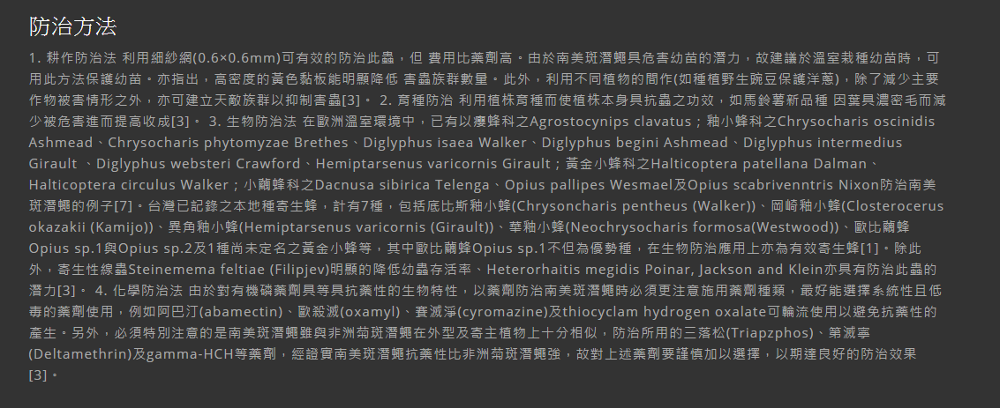 防治方法
1. 耕作防治法 利用細紗網(0.6×0.6mm)可有效的防治此蟲，但 費用比藥劑高。由於南美斑潛蠅具危害幼苗的潛力，故建議於溫室栽種幼苗時，可
用此方法保護幼苗。亦指出，高密度的黃色黏板能明顯降低 害蟲族群數量。此外，利用不同植物的間作(如種植野生豌豆保護洋蔥)，除了減少主要
作物被害情形之外，亦可建立天敵族群以抑制害蟲[3]。 2. 育種防治 利用植株育種而使植株本身具抗蟲之功效，如馬鈴薯新品種 因葉具濃密毛而減
少被危害進而提高收成[3]。 3. 生物防治法 在歐洲溫室環境中，已有以癭蜂科之Agrostocynips clavatus；釉小蜂科之Chrysocharis oscinidis
Ashmead、Chrysocharis phytomyzae Brethes、Diglyphus isaea Walker、Diglyphus begini Ashmead、Diglyphus intermedius
Girault 、Diglyphus websteri Crawford、Hemiptarsenus varicornis Girault；黃金小蜂科之Halticoptera patellana Dalman、
Halticoptera circulus Walker；小繭蜂科之Dacnusa sibirica Telenga、Opius pallipes Wesmael及Opius scabrivenntris Nixon防治南美
斑潛蠅的例子[7]。台灣已記錄之本地種寄生蜂，計有7種，包括底比斯釉小蜂(Chrysoncharis pentheus (Walker))、岡崎釉小蜂(Closterocerus
okazakii (Kamijo))、異角釉小蜂(Hemiptarsenus varicornis (Girault))、華釉小蜂(Neochrysocharis formosa(Westwood))、歐比繭蜂
Opius sp.1與Opius sp.2及1種尚未定名之黃金小蜂等，其中歐比繭蜂Opius sp.1不但為優勢種，在生物防治應用上亦為有效寄生蜂[1]。除此
外，寄生性線蟲Steinemema feltiae (Filipjev)明顯的降低幼蟲存活率、Heterorhaitis megidis Poinar, Jackson and Klein亦具有防治此蟲的
潛力[3]。 4. 化學防治法 由於對有機磷藥劑具等具抗藥性的生物特性，以藥劑防治南美斑潛蠅時必須更注意施用藥劑種類，最好能選擇系統性且低
毒的藥劑使用，例如阿巴汀(abamectin)、歐殺滅(oxamyl)、賽滅淨(cyromazine)及thiocyclam hydrogen oxalate可輪流使用以避免抗藥性的
產生。另外，必須特別注意的是南美斑潛蠅雖與非洲菊斑潛蠅在外型及寄主植物上十分相似，防治所用的三落松(Triapzphos)、第滅寧
(Deltamethrin)及gamma-HCH等藥劑，經證實南美斑潛蠅抗藥性比非洲菊斑潛蠅強，故對上述藥劑要謹慎加以選擇，以期達良好的防治效果
[3]。